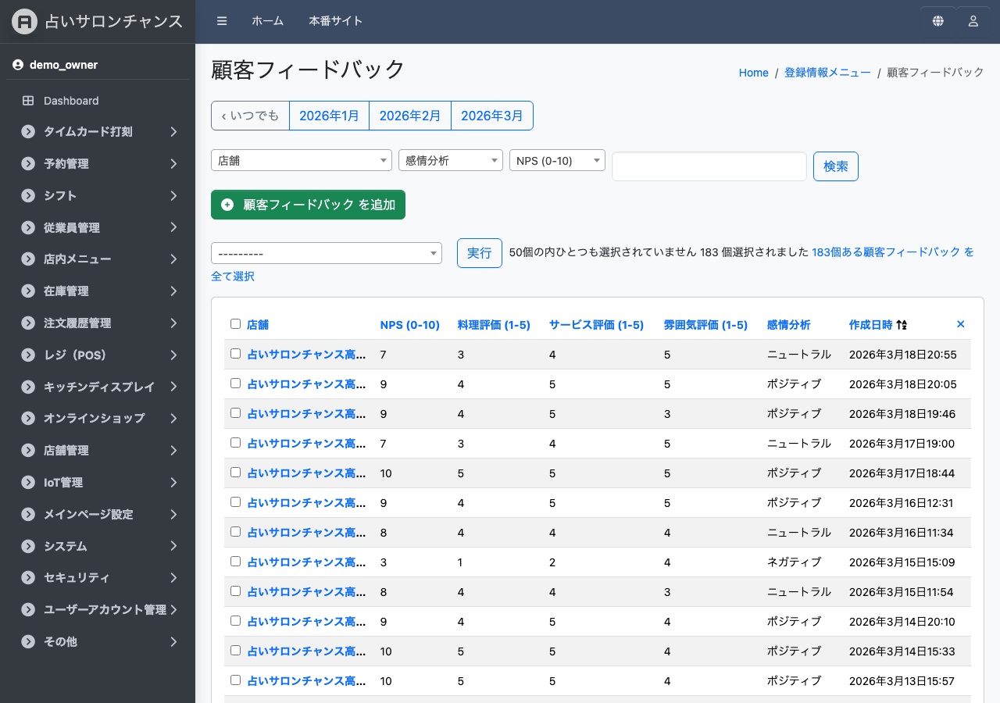 占いサロンチャンス
ホーム
本番サイト
demo_owner
Dashboard
タイムカード打刻
予約管理
シフト
従業員管理
店内メニュー
在庫管理
注文履歴管理
レジ（POS）
キッチンディスプレイ
オンラインショップ
店舗管理
IoT管理
メインページ設定
システム
セキュリティ
ユーザーアカウント管理
その他
顧客フィードバック
Home / 登録情報メニュー / 顧客フィードバック
‹ いつでも 2026年1月 2026年2月 2026年3月
店舗 感情分析 NPS (0-10) 検索
顧客フィードバック を追加
--------- 実行 50個の内ひとつも選択されていません 183 個選択されました 183個ある顧客フィードバック を
全て選択
店舗 NPS (0-10) 料理評価 (1-5) サービス評価 (1-5) 雰囲気評価 (1-5) 感情分析 作成日時
占いサロンチャンス高... 7 3 4 5 ニュートラル 2026年3月18日20:55
占いサロンチャンス高... 9 4 5 5 ポジティブ 2026年3月18日20:05
占いサロンチャンス高... 9 4 5 3 ポジティブ 2026年3月18日19:46
占いサロンチャンス高... 7 3 4 5 ニュートラル 2026年3月17日19:00
占いサロンチャンス高... 10 5 5 5 ポジティブ 2026年3月17日18:44
占いサロンチャンス高... 9 4 5 5 ポジティブ 2026年3月16日12:31
占いサロンチャンス高... 8 4 4 4 ニュートラル 2026年3月16日11:34
占いサロンチャンス高... 3 1 2 4 ネガティブ 2026年3月15日15:09
占いサロンチャンス高... 8 4 4 3 ニュートラル 2026年3月15日11:54
占いサロンチャンス高... 9 4 5 4 ポジティブ 2026年3月14日20:10
占いサロンチャンス高... 10 5 5 4 ポジティブ 2026年3月14日15:33
占いサロンチャンス高... 10 5 5 4 ポジティブ 2026年3月13日15:57